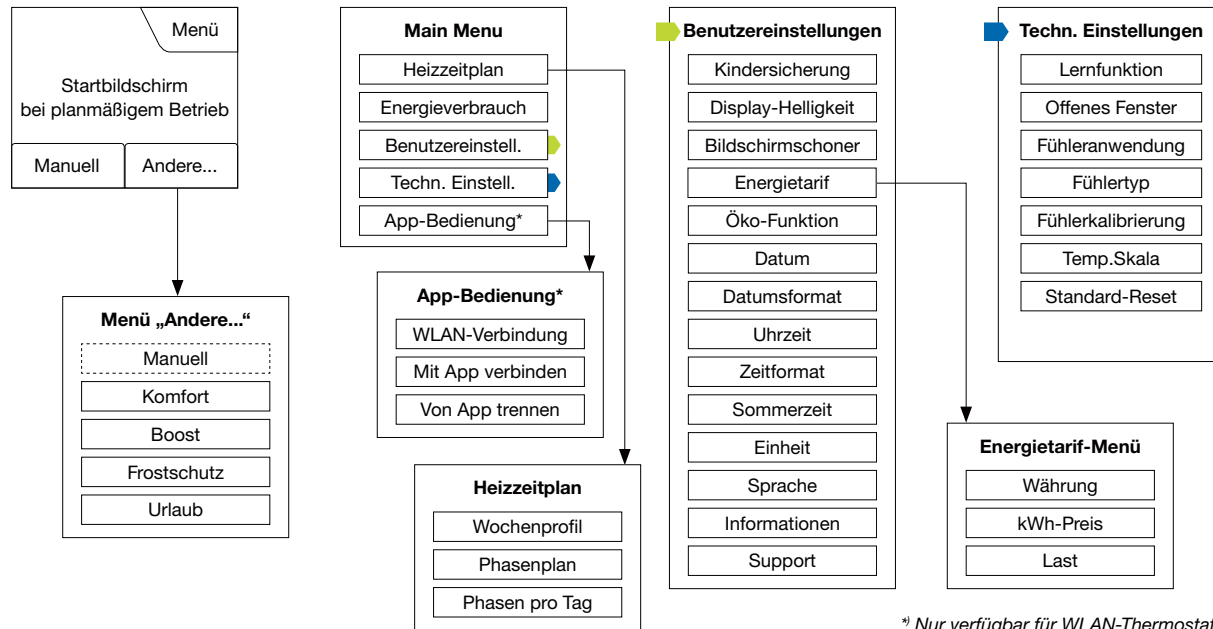 Menü
Startbildschirm
bei planmäßigem Betrieb
Manuell
Andere...
Menü „Andere...“
Manuell
Komfort
Boost
Frostschutz
Urlaub
Main Menu
Heizzeitplan
Energieverbrauch
Benutzereinstell.
Techn. Einstell.
App-Bedienung*
App-Bedienung*
WLAN-Verbindung
Mit App verbinden
Von App trennen
Heizzeitplan
Wochenprofil
Phasenplan
Phasen pro Tag
Benutzereinstellungen
Kindersicherung
Display-Helligkeit
Bildschirmschoner
Energietarif
Öko-Funktion
Datum
Datumsformat
Uhrzeit
Zeitformat
Sommerzeit
Einheit
Sprache
Informationen
Support
Techn. Einstellungen
Lernfunktion
Offenes Fenster
Fühleranwendung
Fühlertyp
Fühlerkalibrierung
Temp.Skala
Standard-Reset
Energietarif-Menü
Währung
kWh-Preis
Last
*) Nur verfügbar für WLAN-Thermostat